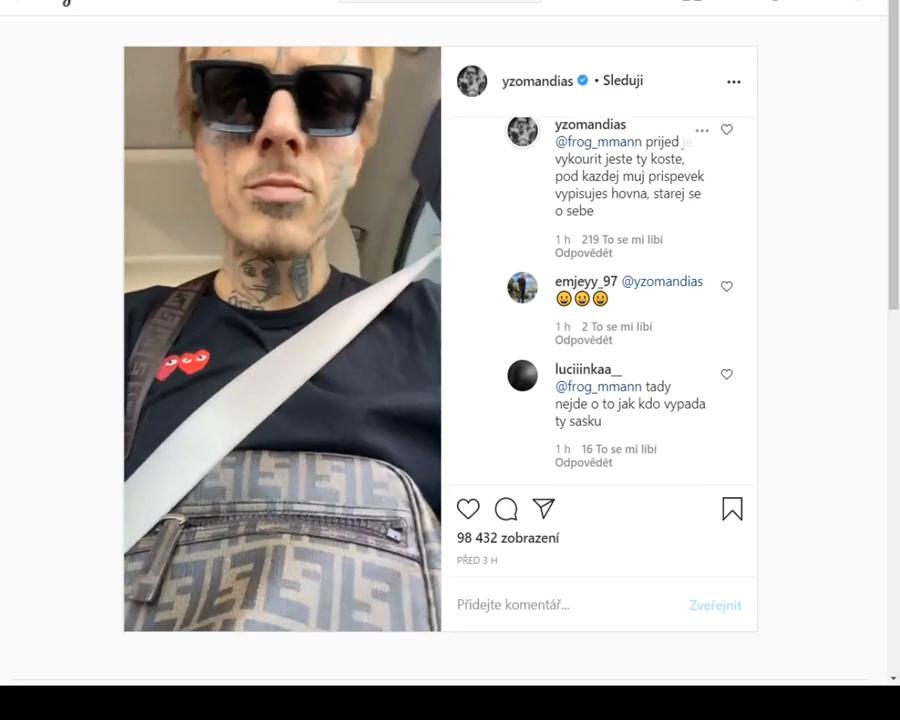 yzomandias • Sleduji
yzomandias
@frog_mmann prijed je
vykourit jeste ty koste,
pod kazdej muj prispevek
vypisujes hovna, starej se
o sebe
1 h 219 To se mi líbí
Odpovědět
emjeyy_97 @yzomandias
1 h 2 To se mi líbí
Odpovědět
luciiinkaa__
@frog_mmann tady
nejde o to jak kdo vypada
ty sasku
1 h 16 To se mi líbí
Odpovědět
98 432 zobrazení
PŘED 3 H
Přidejte komentář...
Zveřejnit